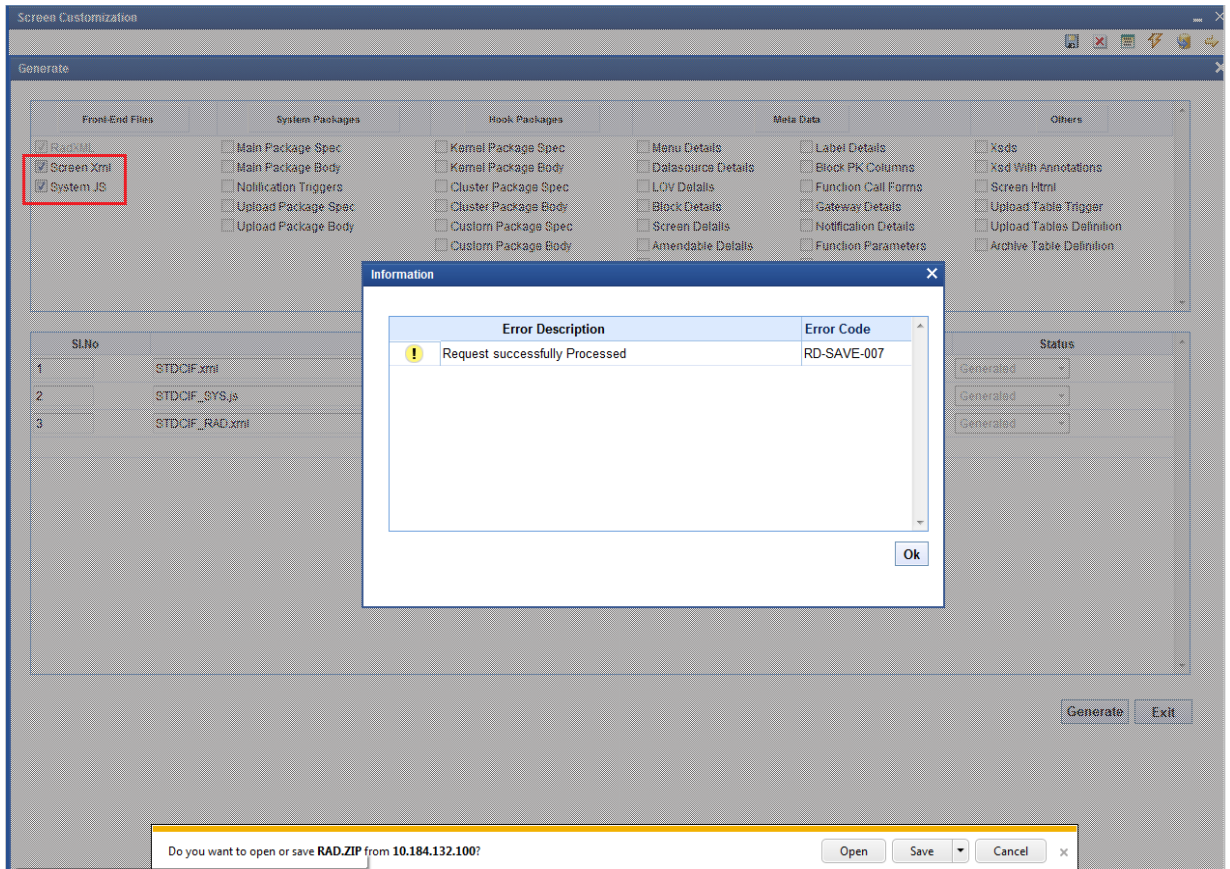 Screen Customization
Generate
Front-End Files System Packages Hook Packages Meta Data Others
RadXML Main Package Spec Kernel Package Spec Menu Details Label Details Xsds
Screen Xml Main Package Body Kernel Package Body Datasource Details Block PK Columns Xsd With Annotations
System JS Notification Triggers Cluster Package Spec LOV Details Function Call Forms Screen Html
Upload Package Spec Cluster Package Body Block Details Gateway Details Upload Table Trigger
Upload Package Body Custom Package Spec Screen Details Notification Details Upload Tables Definition
Custom Package Body Amendable Details Function Parameters Archive Table Definition
Information
Error Description Error Code
Request successfully Processed RD-SAVE-007
Ok
Sl.No Status
1 STDCIF.xml Generated
2 STDCIF_SYS.js Generated
3 STDCIF_RAD.xml Generated
Generate Exit
Do you want to open or save RAD.ZIP from 10.184.132.100? Open Save Cancel